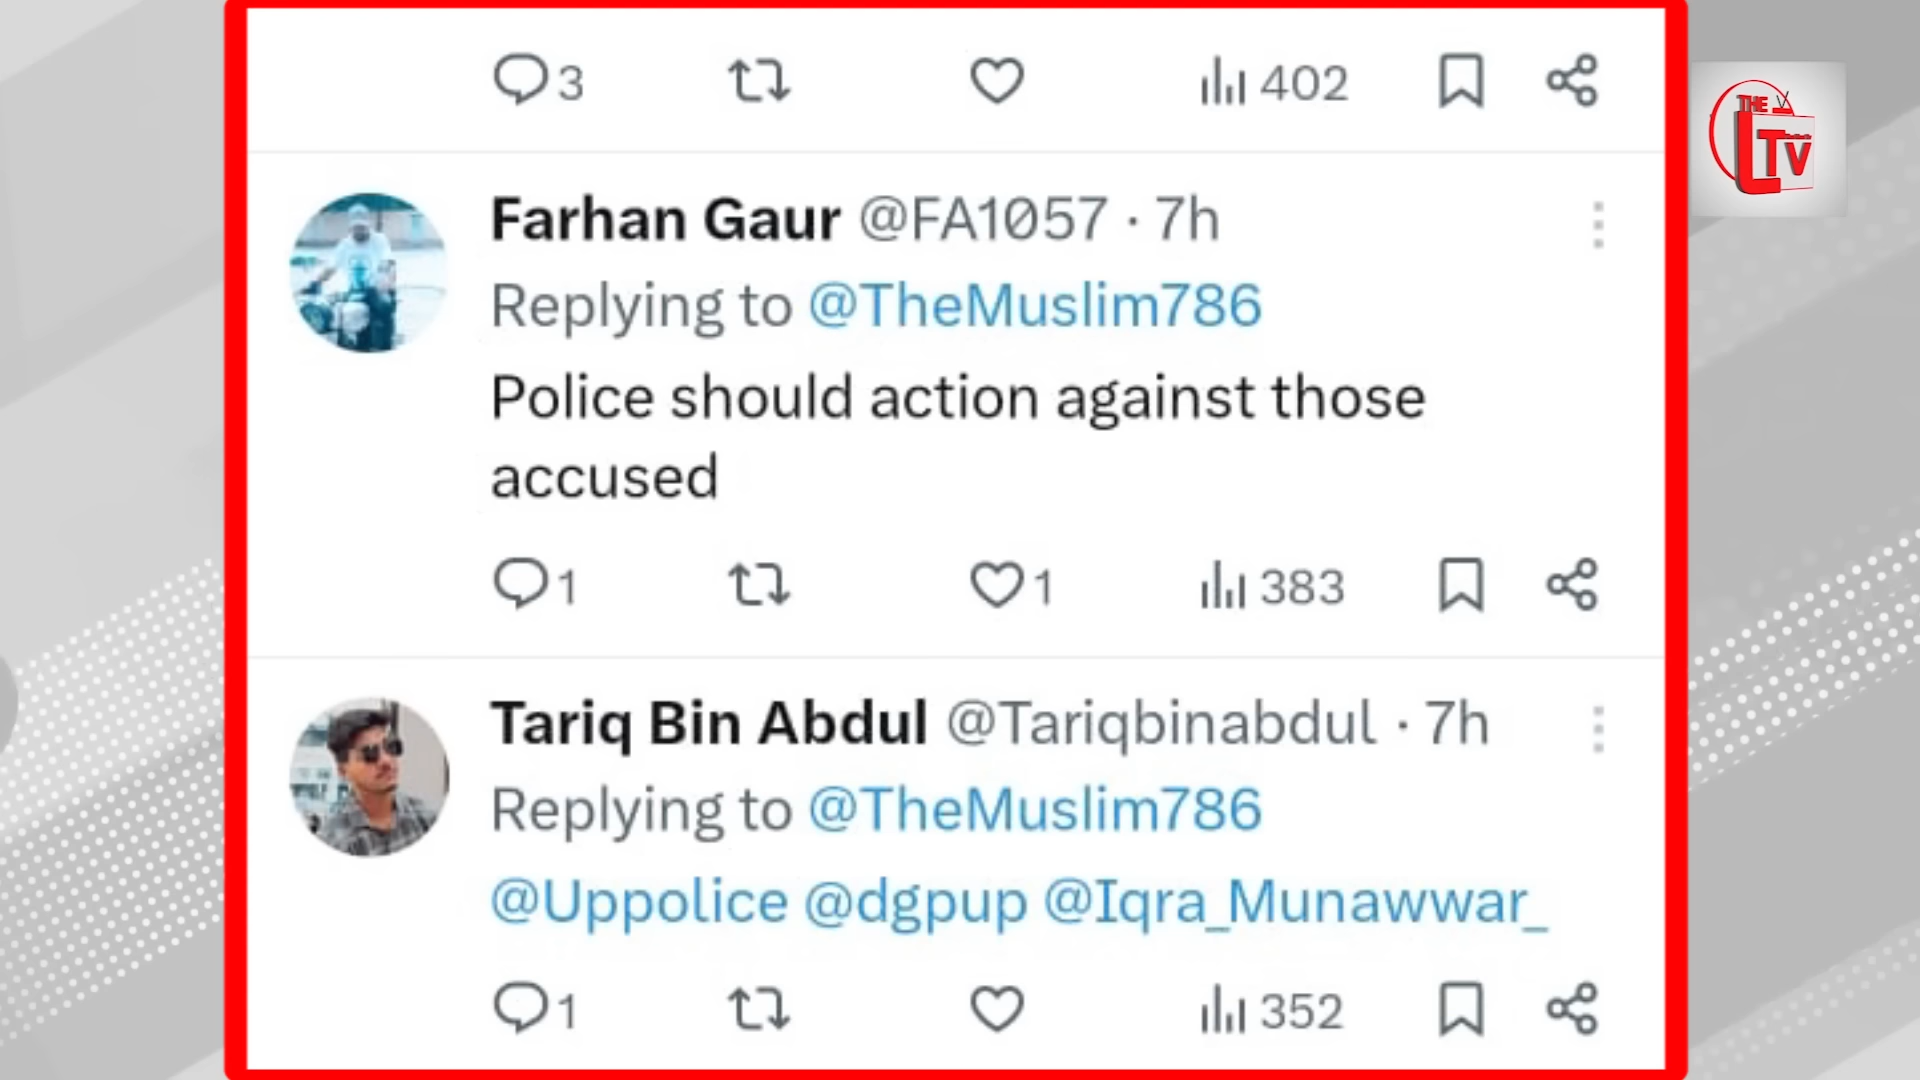 3 402
THE
LTV
Farhan Gaur @FA1057 · 7h
Replying to @TheMuslim786
Police should action against those
accused
1 1 383
Tariq Bin Abdul @Tariqbinabdul · 7h
Replying to @TheMuslim786
@Uppolice @dgpup @Iqra_Munawwar_
1 352